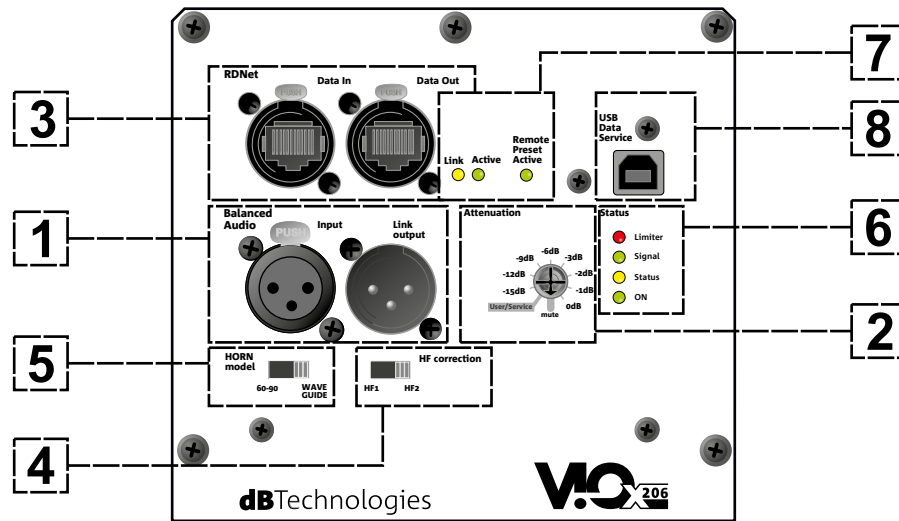 RDNet
Data In
Data Out
PUSH
PUSH
Link
Active
Remote
Preset
Active
USB
Data
Service
3
7
8
Balanced
Audio
Input
Link
output
PUSH
Attenuation
-6dB
-9dB
-3dB
-12dB
-2dB
-15dB
-1dB
User/Service
0dB
mute
Status
Limiter
Signal
Status
ON
1
6
2
HORN
model
60-90
WAVE
GUIDE
HF correction
HF1
HF2
5
4
dBTechnologies
VIO X206